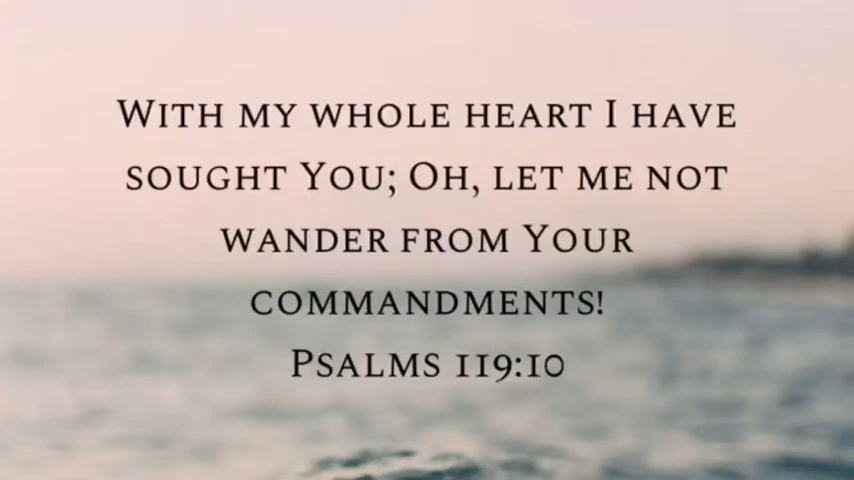 With my whole heart I have
sought You; Oh, let me not
wander from Your
commandments!
Psalms 119:10